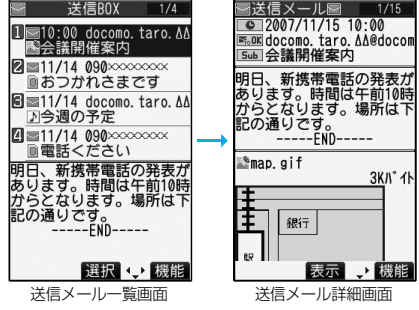 送信BOX 1/4
1 10:00 docomo.taro.ΔΔ
会議開催案内
2 11/14 090××××××××
おつかれさまです
3 11/14 docomo.taro.ΔΔ
今週の予定
4 11/14 090××××××××
電話ください
明日、新携帯電話の発表が
あります。時間は午前10時
からとなります。場所は下
記の通りです。
-----END-----
選択 機能
送信メール一覧画面
送信メール 1/15
2007/11/15 10:00
OK docomo.taro.ΔΔ@docom
Sub 会議開催案内
明日、新携帯電話の発表が
あります。時間は午前10時
からとなります。場所は下
記の通りです。
-----END-----
map.gif
3Kバイト
銀行
駅
表示 機能
送信メール詳細画面